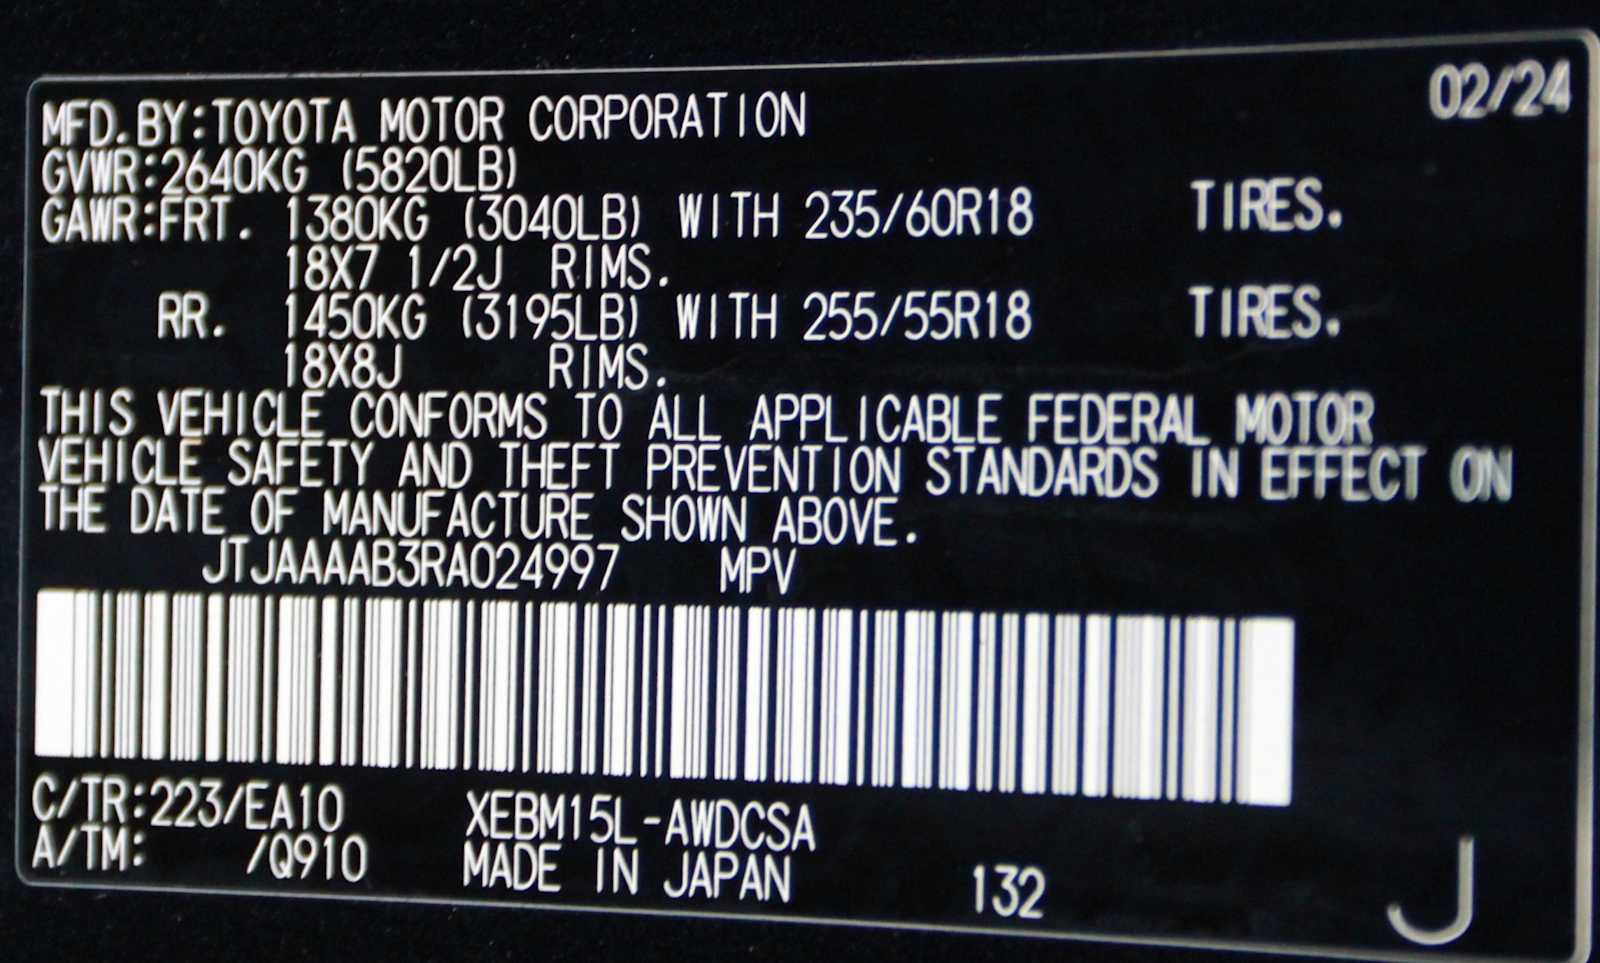 02/24
MFD.BY:TOYOTA MOTOR CORPORATION
GVWR:2640KG (5820LB)
GAWR:FRT. 1380KG (3040LB) WITH 235/60R18 TIRES.
18X7 1/2J RIMS.
RR. 1450KG (3195LB) WITH 255/55R18 TIRES.
18X8J RIMS.
THIS VEHICLE CONFORMS TO ALL APPLICABLE FEDERAL MOTOR
VEHICLE SAFETY AND THEFT PREVENTION STANDARDS IN EFFECT ON
THE DATE OF MANUFACTURE SHOWN ABOVE.
JTJAAAAB3RA024997 MPV
C/TR:223/EA10 XEBM15L-AWDCSA
A/TM: /Q910 MADE IN JAPAN 132 J